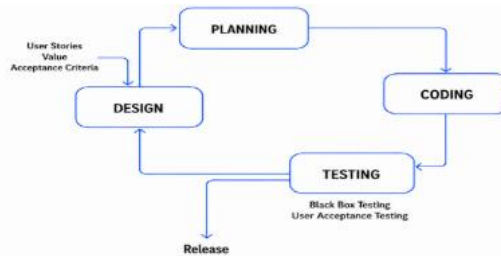 PLANNING
User Stories
Value
Acceptance Criteria
DESIGN
CODING
TESTING
Black Box Testing
User Acceptance Testing
Release